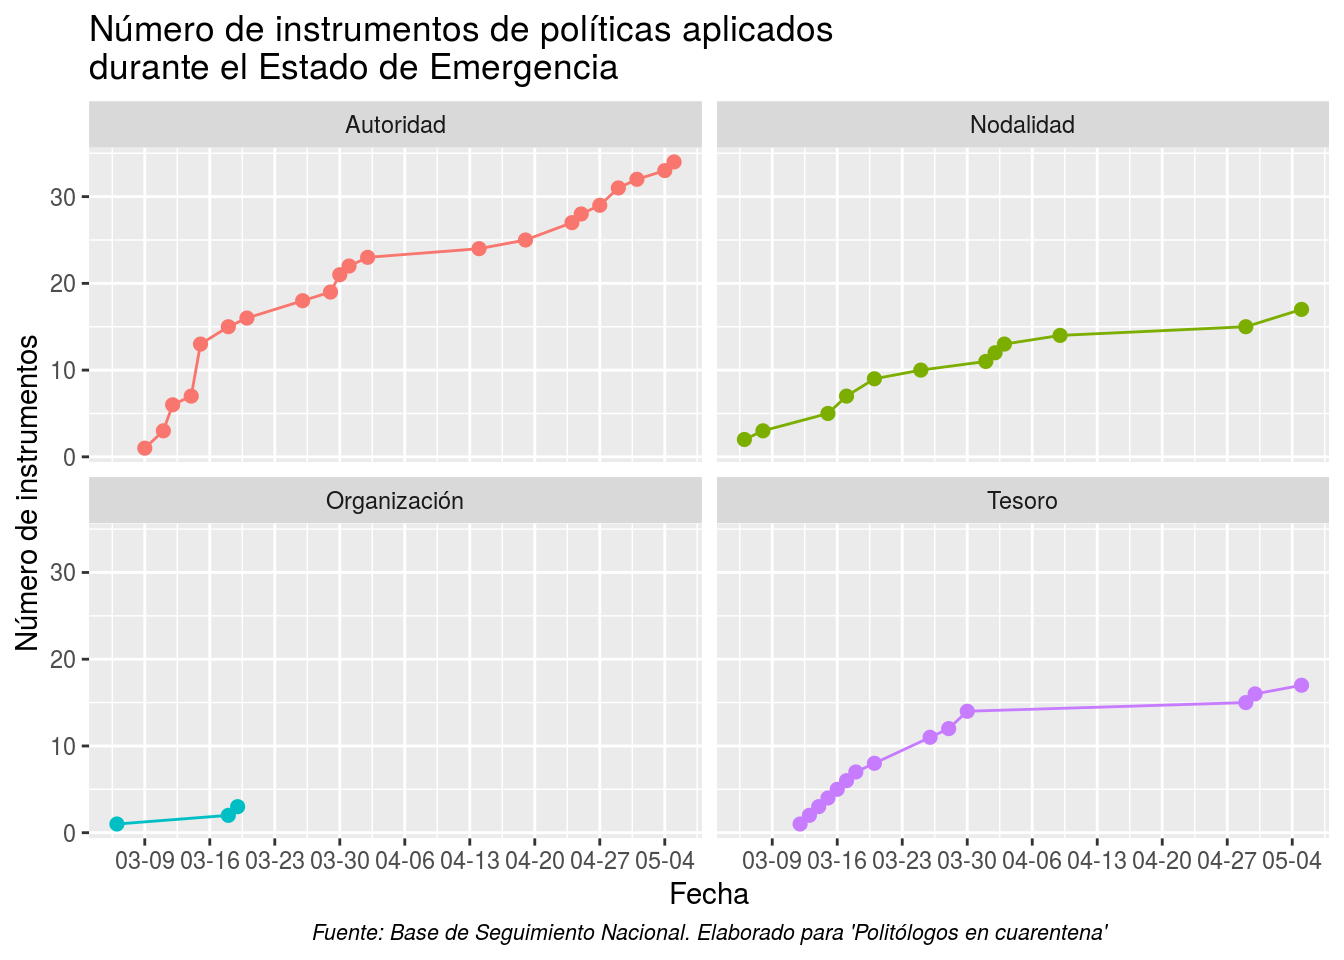 Número de instrumentos de políticas aplicados
durante el Estado de Emergencia
Autoridad
Nodalidad
30
20
10
0
Organización
Tesoro
30
20
10
0
Número de instrumentos
03-09 03-16 03-23 03-30 04-06 04-13 04-20 04-27 05-04
03-09 03-16 03-23 03-30 04-06 04-13 04-20 04-27 05-04
Fecha
Fuente: Base de Seguimiento Nacional. Elaborado para 'Politólogos en cuarentena'